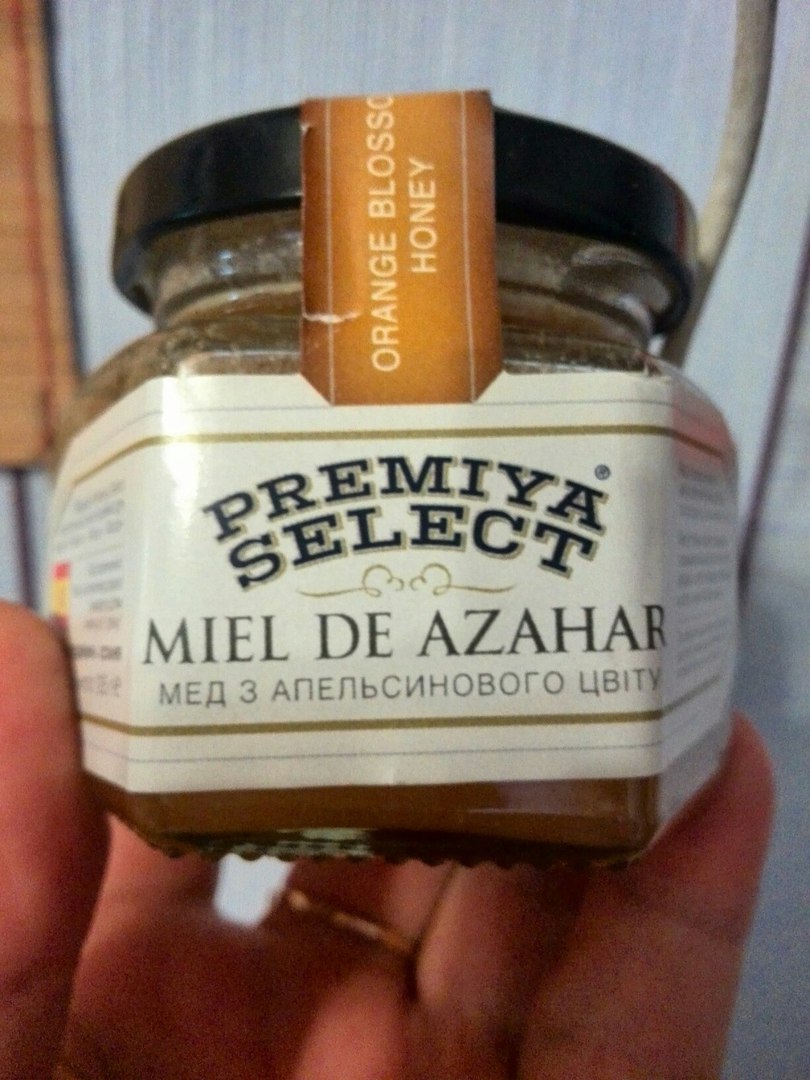 ORANGE BLOSSO
HONEY
PREMIYA®
SELECT
MIEL DE AZAHAR
МЕД З АПЕЛЬСИНОВОГО ЦВІТУ